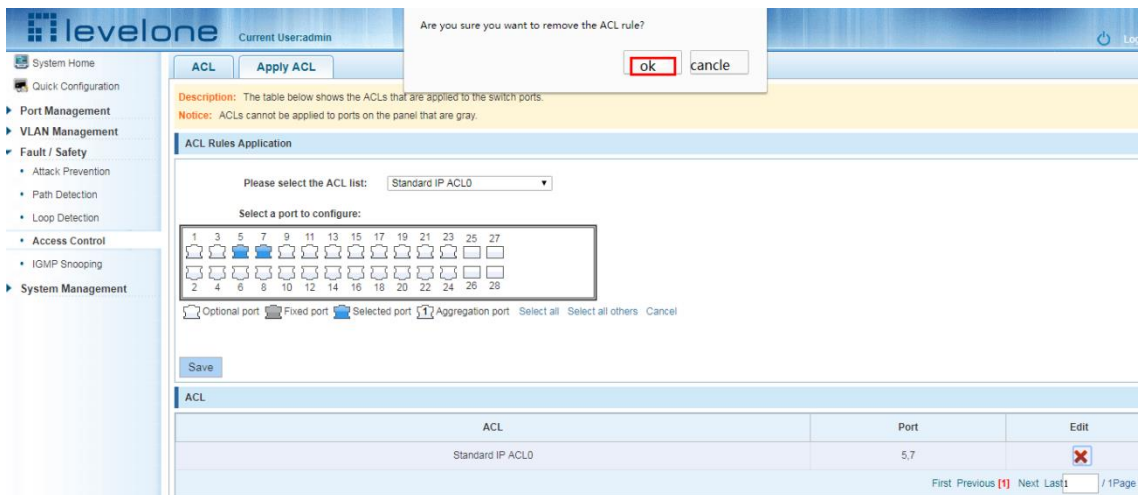 levelone
Current User:admin
Are you sure you want to remove the ACL rule?
ok
cancle
System Home
Quick Configuration
Port Management
VLAN Management
Fault / Safety
Attack Prevention
Path Detection
Loop Detection
Access Control
IGMP Snooping
System Management
ACL Apply ACL
Description: The table below shows the ACLs that are applied to the switch ports.
Notice: ACLs cannot be applied to ports on the panel that are gray.
ACL Rules Application
Please select the ACL list: Standard IP ACL0
Select a port to configure:
1 3 5 7 9 11 13 15 17 19 21 23 25 27
2 4 6 8 10 12 14 16 18 20 22 24 26 28
Optional port Fixed port Selected port 1 Aggregation port Select all Select all others Cancel
Save
ACL
ACL Port Edit
Standard IP ACL0 5,7
First Previous [1] Next Last 1 / 1Page